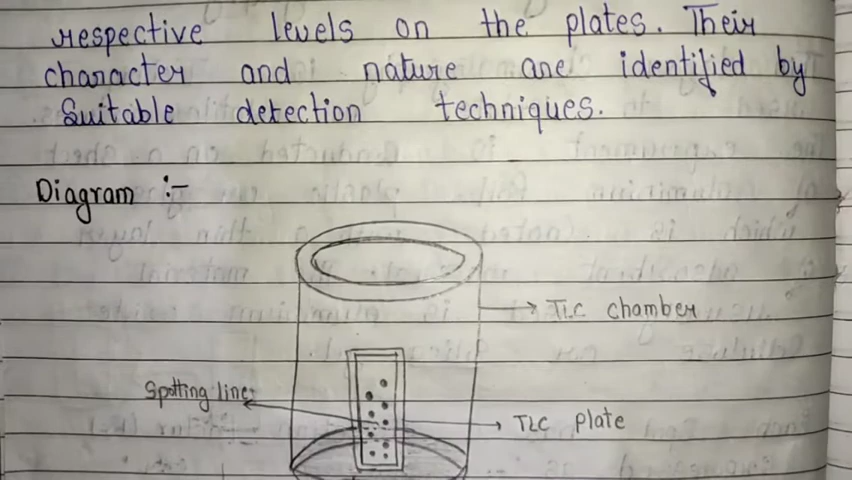 respective levels on the plates. Their
character and nature are identified by
Suitable detection techniques.
Diagram :-
TLC chamber
Spotting line
TLC plate